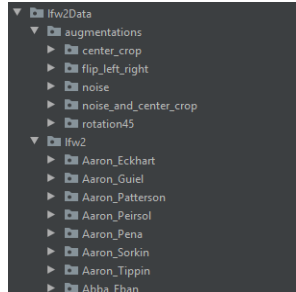 lfw2Data
augmentations
center_crop
flip_left_right
noise
noise_and_center_crop
rotation45
lfw2
Aaron_Eckhart
Aaron_Guiel
Aaron_Patterson
Aaron_Peirsol
Aaron_Pena
Aaron_Sorkin
Aaron_Tippin
Abba_Eban